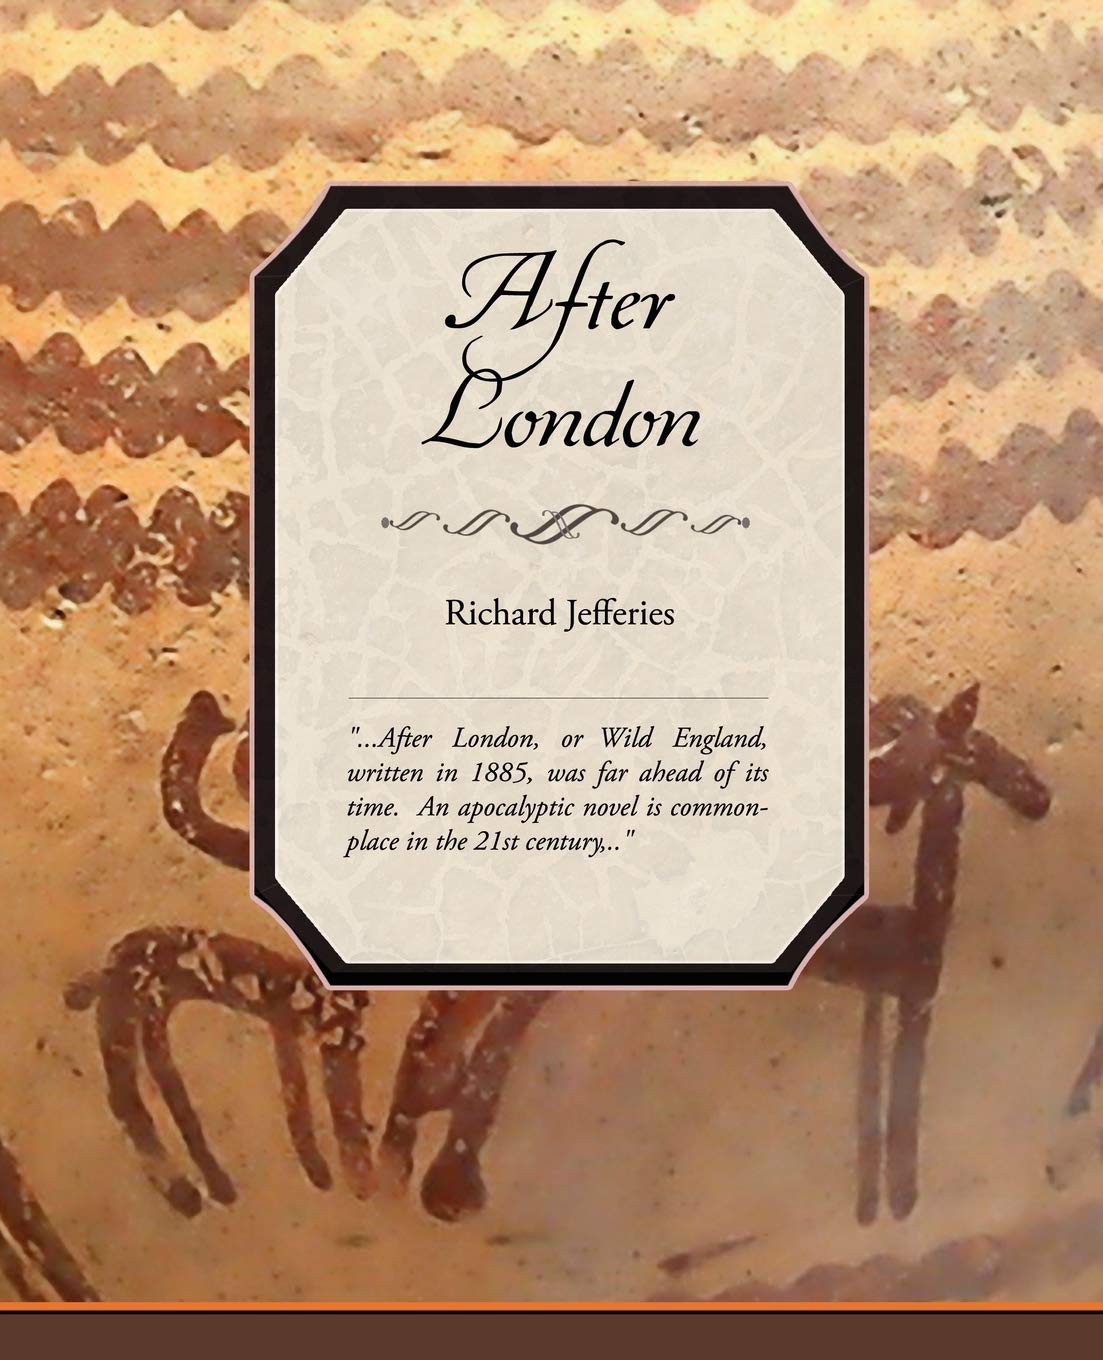 After
London
Richard Jefferies
"...After London, or Wild England,
written in 1885, was far ahead of its
time. An apocalyptic novel is common-
place in the 21st century,.."